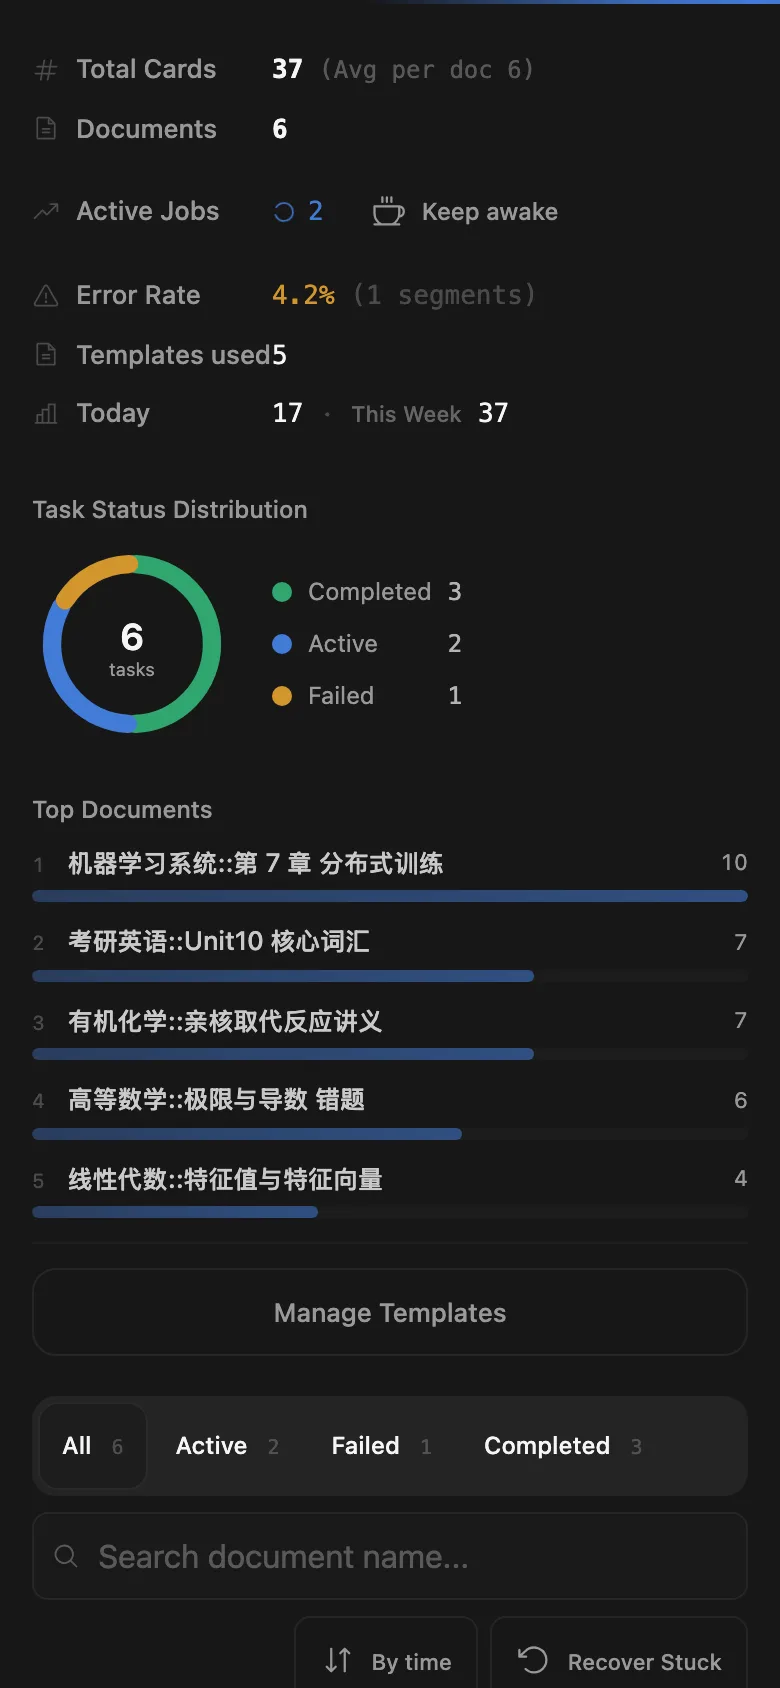 Total Cards 37 (Avg per doc 6)
Documents 6
Active Jobs 2 Keep awake
Error Rate 4.2% (1 segments)
Templates used 5
Today 17 · This Week 37
Task Status Distribution
6
tasks
Completed 3
Active 2
Failed 1
Top Documents
1 机器学习系统::第 7 章 分布式训练 10
2 考研英语::Unit10 核心词汇 7
3 有机化学::亲核取代反应讲义 7
4 高等数学::极限与导数 错题 6
5 线性代数::特征值与特征向量 4
Manage Templates
All 6 Active 2 Failed 1 Completed 3
Search document name...
By time Recover Stuck